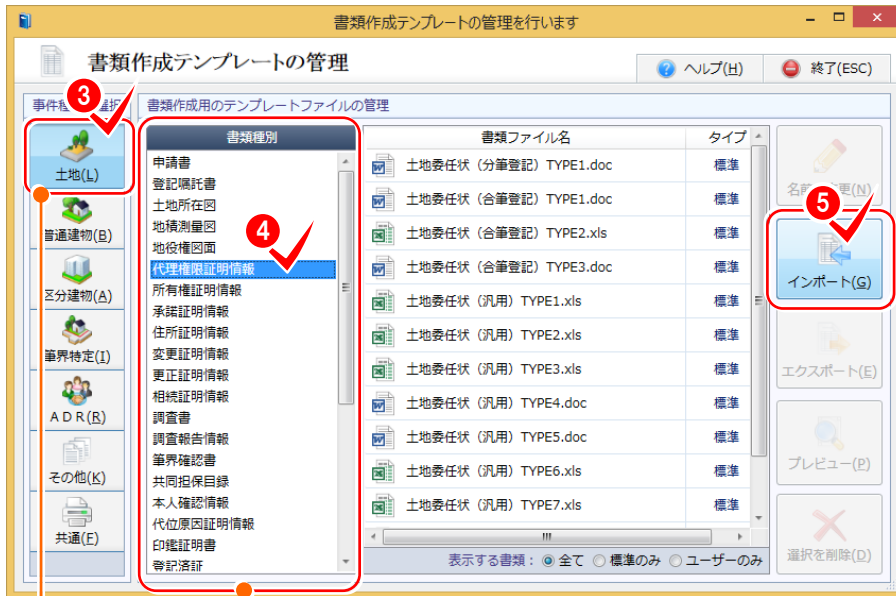 書類作成テンプレートの管理を行います
書類作成テンプレートの管理
ヘルプ(H)
終了(ESC)
3
書類作成用のテンプレートファイルの管理
土地(L)
普通建物(B)
区分建物(A)
筆界特定(I)
ADR(R)
その他(K)
共通(F)
書類種別
申請書
登記嘱託書
土地所在図
地積測量図
地役権図面
代理権限証明情報
所有権証明情報
承諾証明情報
住所証明情報
変更証明情報
更正証明情報
相続証明情報
調査書
調査報告情報
筆界確認書
共同担保目録
本人確認情報
代位原因証明情報
印鑑証明書
登記済証
4
書類ファイル名 タイプ
土地委任状（分筆登記）TYPE1.doc 標準
土地委任状（合筆登記）TYPE1.doc 標準
土地委任状（合筆登記）TYPE2.xls 標準
土地委任状（合筆登記）TYPE3.doc 標準
土地委任状（汎用）TYPE1.xls 標準
土地委任状（汎用）TYPE2.xls 標準
土地委任状（汎用）TYPE3.xls 標準
土地委任状（汎用）TYPE4.doc 標準
土地委任状（汎用）TYPE5.doc 標準
土地委任状（汎用）TYPE6.xls 標準
土地委任状（汎用）TYPE7.xls 標準
表示する書類： 全て 標準のみ ユーザーのみ
5
インポート(G)
エクスポート(E)
プレビュー(P)
選択を削除(D)